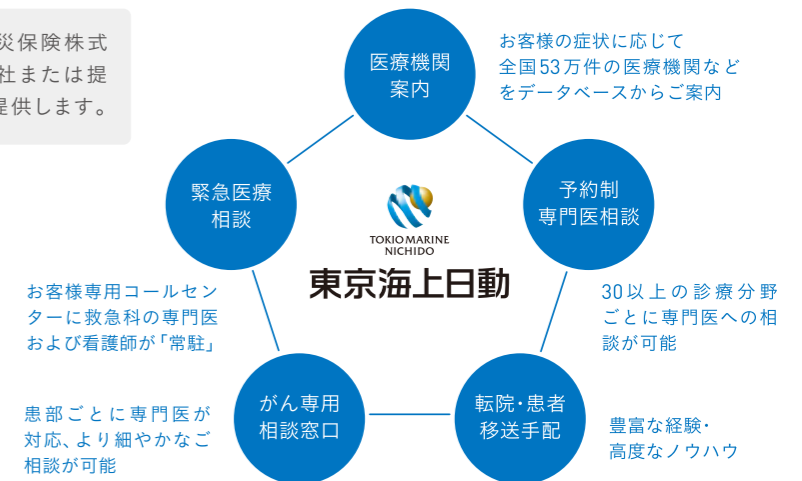 災保険株式
社または提
提供します。
医療機関
案内
お客様の症状に応じて
全国53万件の医療機関など
をデータベースからご案内
緊急医療
相談
予約制
専門医相談
TOKIO MARINE
NICHIDO
東京海上日動
お客様専用コールセン
ターに救急科の専門医
および看護師が「常駐」
30以上の診療分野
ごとに専門医への相
談が可能
がん専用
相談窓口
転院・患者
移送手配
患部ごとに専門医が
対応、より細やかなご
相談が可能
豊富な経験・
高度なノウハウ